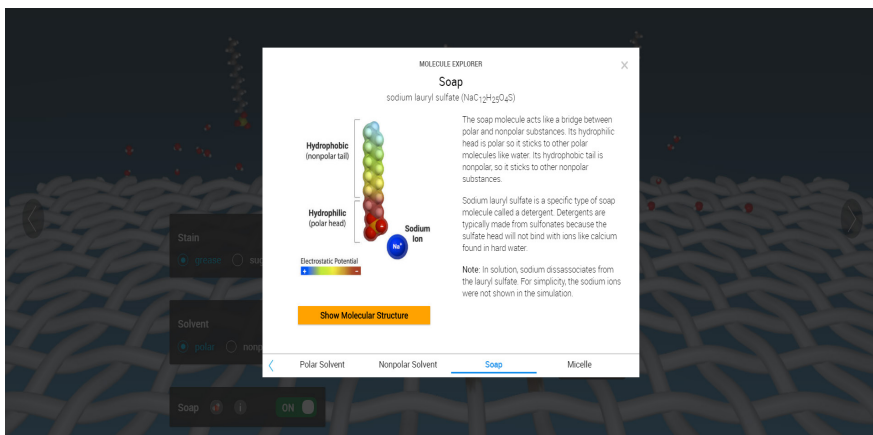 MOLECULE EXPLORER
X
Soap
sodium lauryl sulfate (NaC12H25O4S)
Hydrophobic
(nonpolar tail)
Hydrophilic
(polar head)
Sodium
Ion
Na+
Electrostatic Potential
+ −
Show Molecular Structure
The soap molecule acts like a bridge between
polar and nonpolar substances. Its hydrophilic
head is polar so it sticks to other polar
molecules like water. Its hydrophobic tail is
nonpolar, so it sticks to other nonpolar
substances.
Sodium lauryl sulfate is a specific type of soap
molecule called a detergent. Detergents are
typically made from sulfonates because the
sulfate head will not bind with ions like calcium
found in hard water.
Note: In solution, sodium dissassociates from
the lauryl sulfate. For simplicity, the sodium ions
were not shown in the simulation.
Polar Solvent Nonpolar Solvent Soap Micelle
Stain
grease
Solvent
polar
Soap i ON